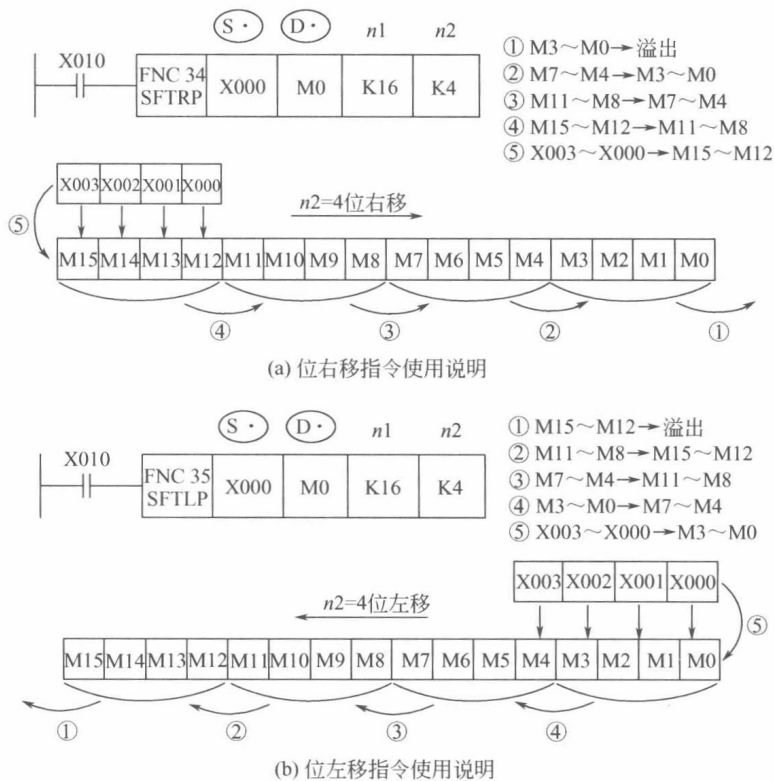 S· D· n1 n2
X010
FNC 34
SFTRP
X000
M0
K16
K4
① M3～M0→溢出
② M7～M4→M3～M0
③ M11～M8→M7～M4
④ M15～M12→M11～M8
⑤ X003～X000→M15～M12
X003 X002 X001 X000
⑤
n2=4位右移
M15 M14 M13 M12 M11 M10 M9 M8 M7 M6 M5 M4 M3 M2 M1 M0
④ ③ ② ①
(a) 位右移指令使用说明
S· D· n1 n2
X010
FNC 35
SFTLP
X000
M0
K16
K4
① M15～M12→溢出
② M11～M8→M15～M12
③ M7～M4→M11～M8
④ M3～M0→M7～M4
⑤ X003～X000→M3～M0
X003 X002 X001 X000
n2=4位左移
⑤
M15 M14 M13 M12 M11 M10 M9 M8 M7 M6 M5 M4 M3 M2 M1 M0
① ② ③ ④
(b) 位左移指令使用说明